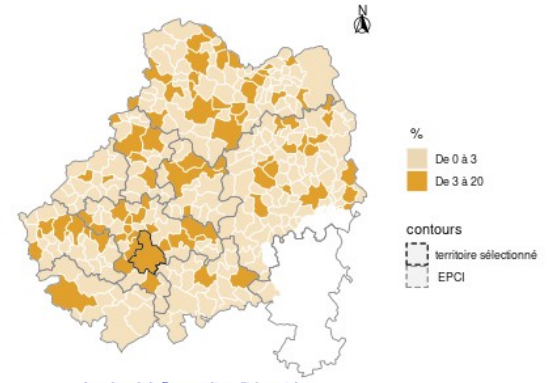 N
%
De 0 à 3
De 3 à 20
contours
territoire sélectionné
EPCI